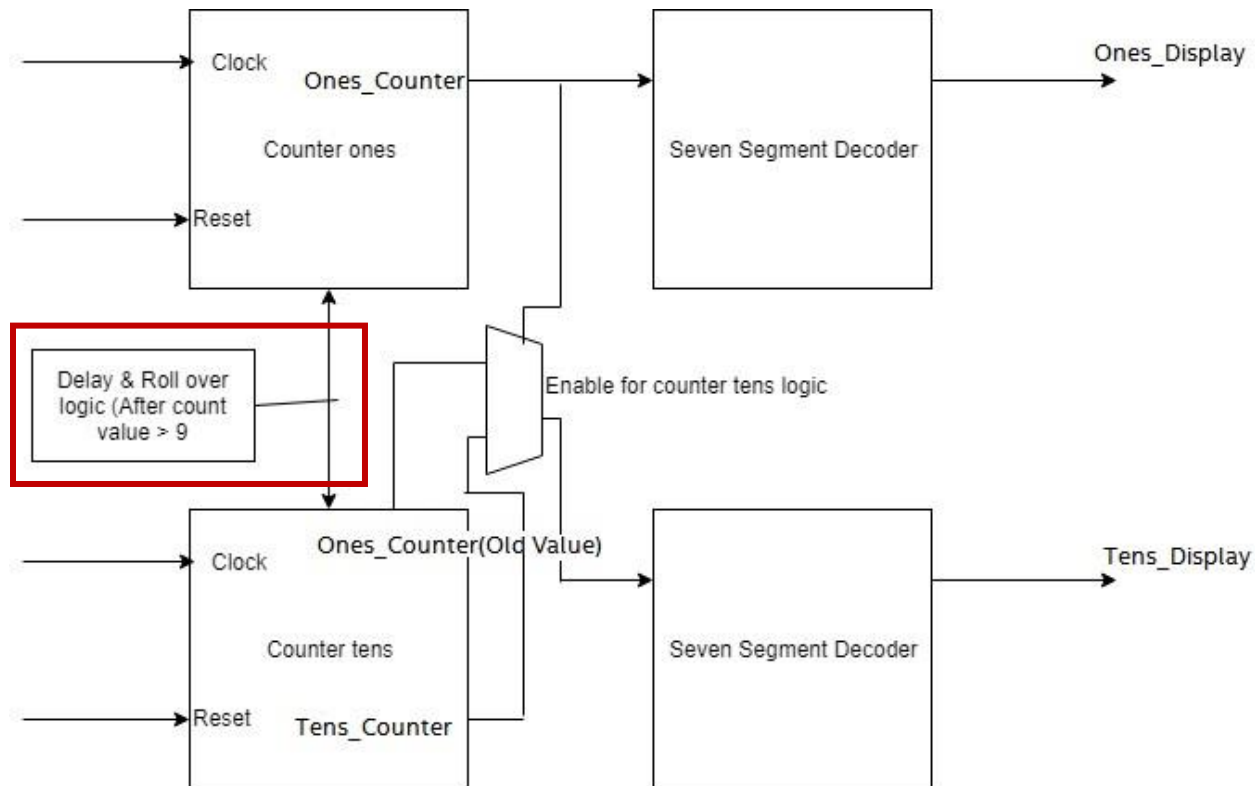 Clock
Ones_Counter
Counter ones
Reset
Seven Segment Decoder
Ones_Display
Delay & Roll over
logic (After count
value > 9
Enable for counter tens logic
Clock
Ones_Counter(Old Value)
Counter tens
Reset
Tens_Counter
Seven Segment Decoder
Tens_Display